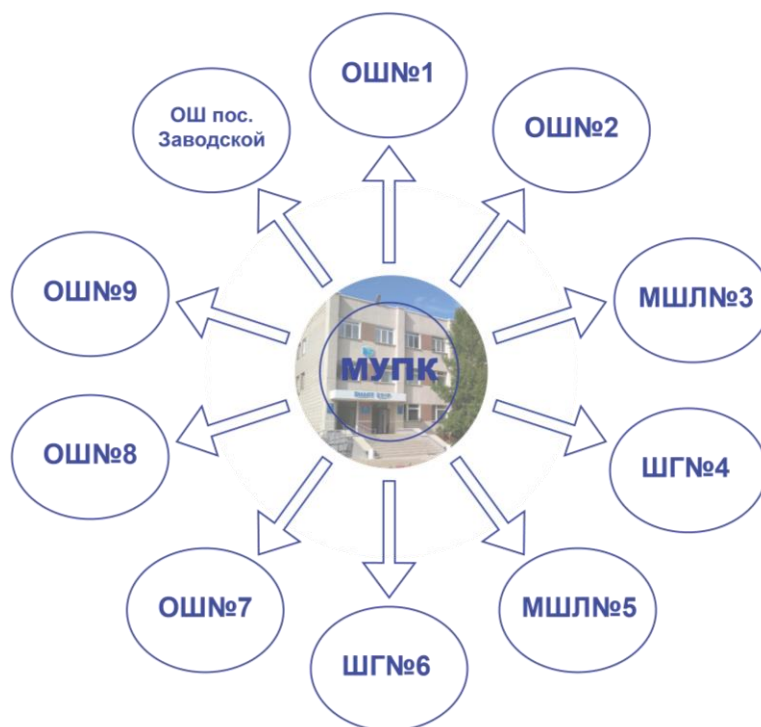 ОШ№1
ОШ№2
МШЛ№3
ШГ№4
МШЛ№5
ШГ№6
ОШ№7
ОШ№8
ОШ№9
ОШ пос.
Заводской
МУПК